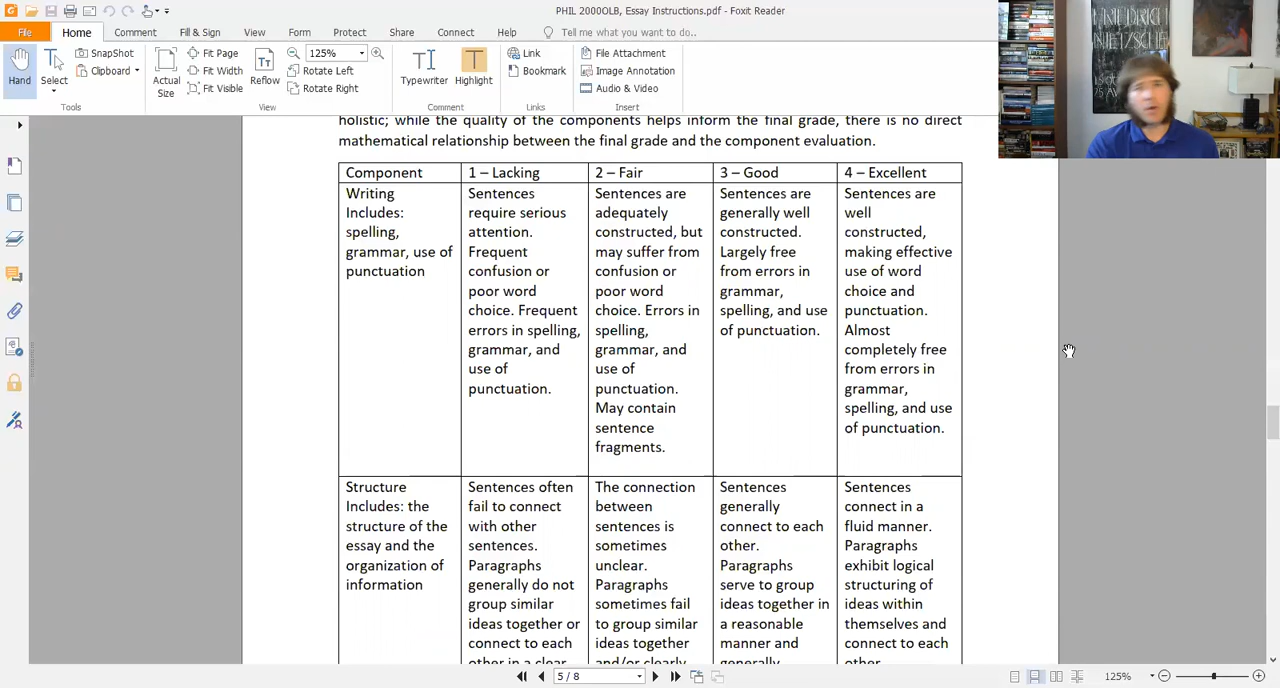 PHIL 2000OLB, Essay Instructions.pdf - Foxit Reader
File Home Comment Fill & Sign View Form Protect Share Connect Help Tell me what you want to do..
Hand
Select
SnapShot
Clipboard
Actual Size
Fit Page
Fit Width
Fit Visible
Reflow
125%
Rotate Left
Rotate Right
Typewriter
Highlight
Link
Bookmark
File Attachment
Image Annotation
Audio & Video
Tools View Comment Links Insert
NIETZSCHE
holistic; while the quality of the components helps inform the final grade, there is no direct
mathematical relationship between the final grade and the component evaluation.
Component 1 – Lacking 2 – Fair 3 – Good 4 – Excellent
Writing
Includes:
spelling,
grammar, use of
punctuation
Sentences
require serious
attention.
Frequent
confusion or
poor word
choice. Frequent
errors in spelling,
grammar, and
use of
punctuation.
Sentences are
adequately
constructed, but
may suffer from
confusion or
poor word
choice. Errors in
spelling,
grammar, and
use of
punctuation.
May contain
sentence
fragments.
Sentences are
generally well
constructed.
Largely free
from errors in
grammar,
spelling, and use
of punctuation.
Sentences are
well
constructed,
making effective
use of word
choice and
punctuation.
Almost
completely free
from errors in
grammar,
spelling, and use
of punctuation.
Structure
Includes: the
structure of the
essay and the
organization of
information
Sentences often
fail to connect
with other
sentences.
Paragraphs
generally do not
group similar
ideas together or
connect to each
other in a clear
The connection
between
sentences is
sometimes
unclear.
Paragraphs
sometimes fail
to group similar
ideas together
and/or clearly
Sentences
generally
connect to each
other.
Paragraphs
serve to group
ideas together in
a reasonable
manner and
generally
Sentences
connect in a
fluid manner.
Paragraphs
exhibit logical
structuring of
ideas within
themselves and
connect to each
other.
5 / 8
125%